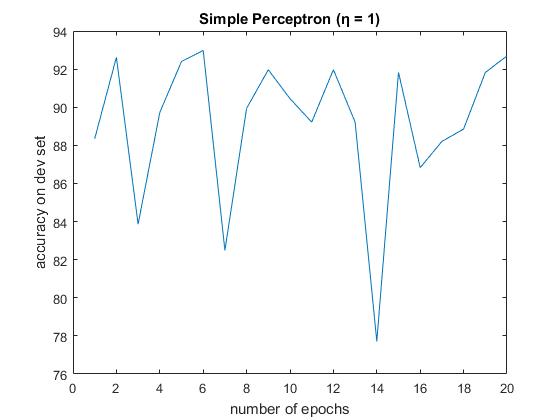 Simple Perceptron (η = 1)
94
92
90
88
86
84
82
80
78
76
accuracy on dev set
0 2 4 6 8 10 12 14 16 18 20
number of epochs